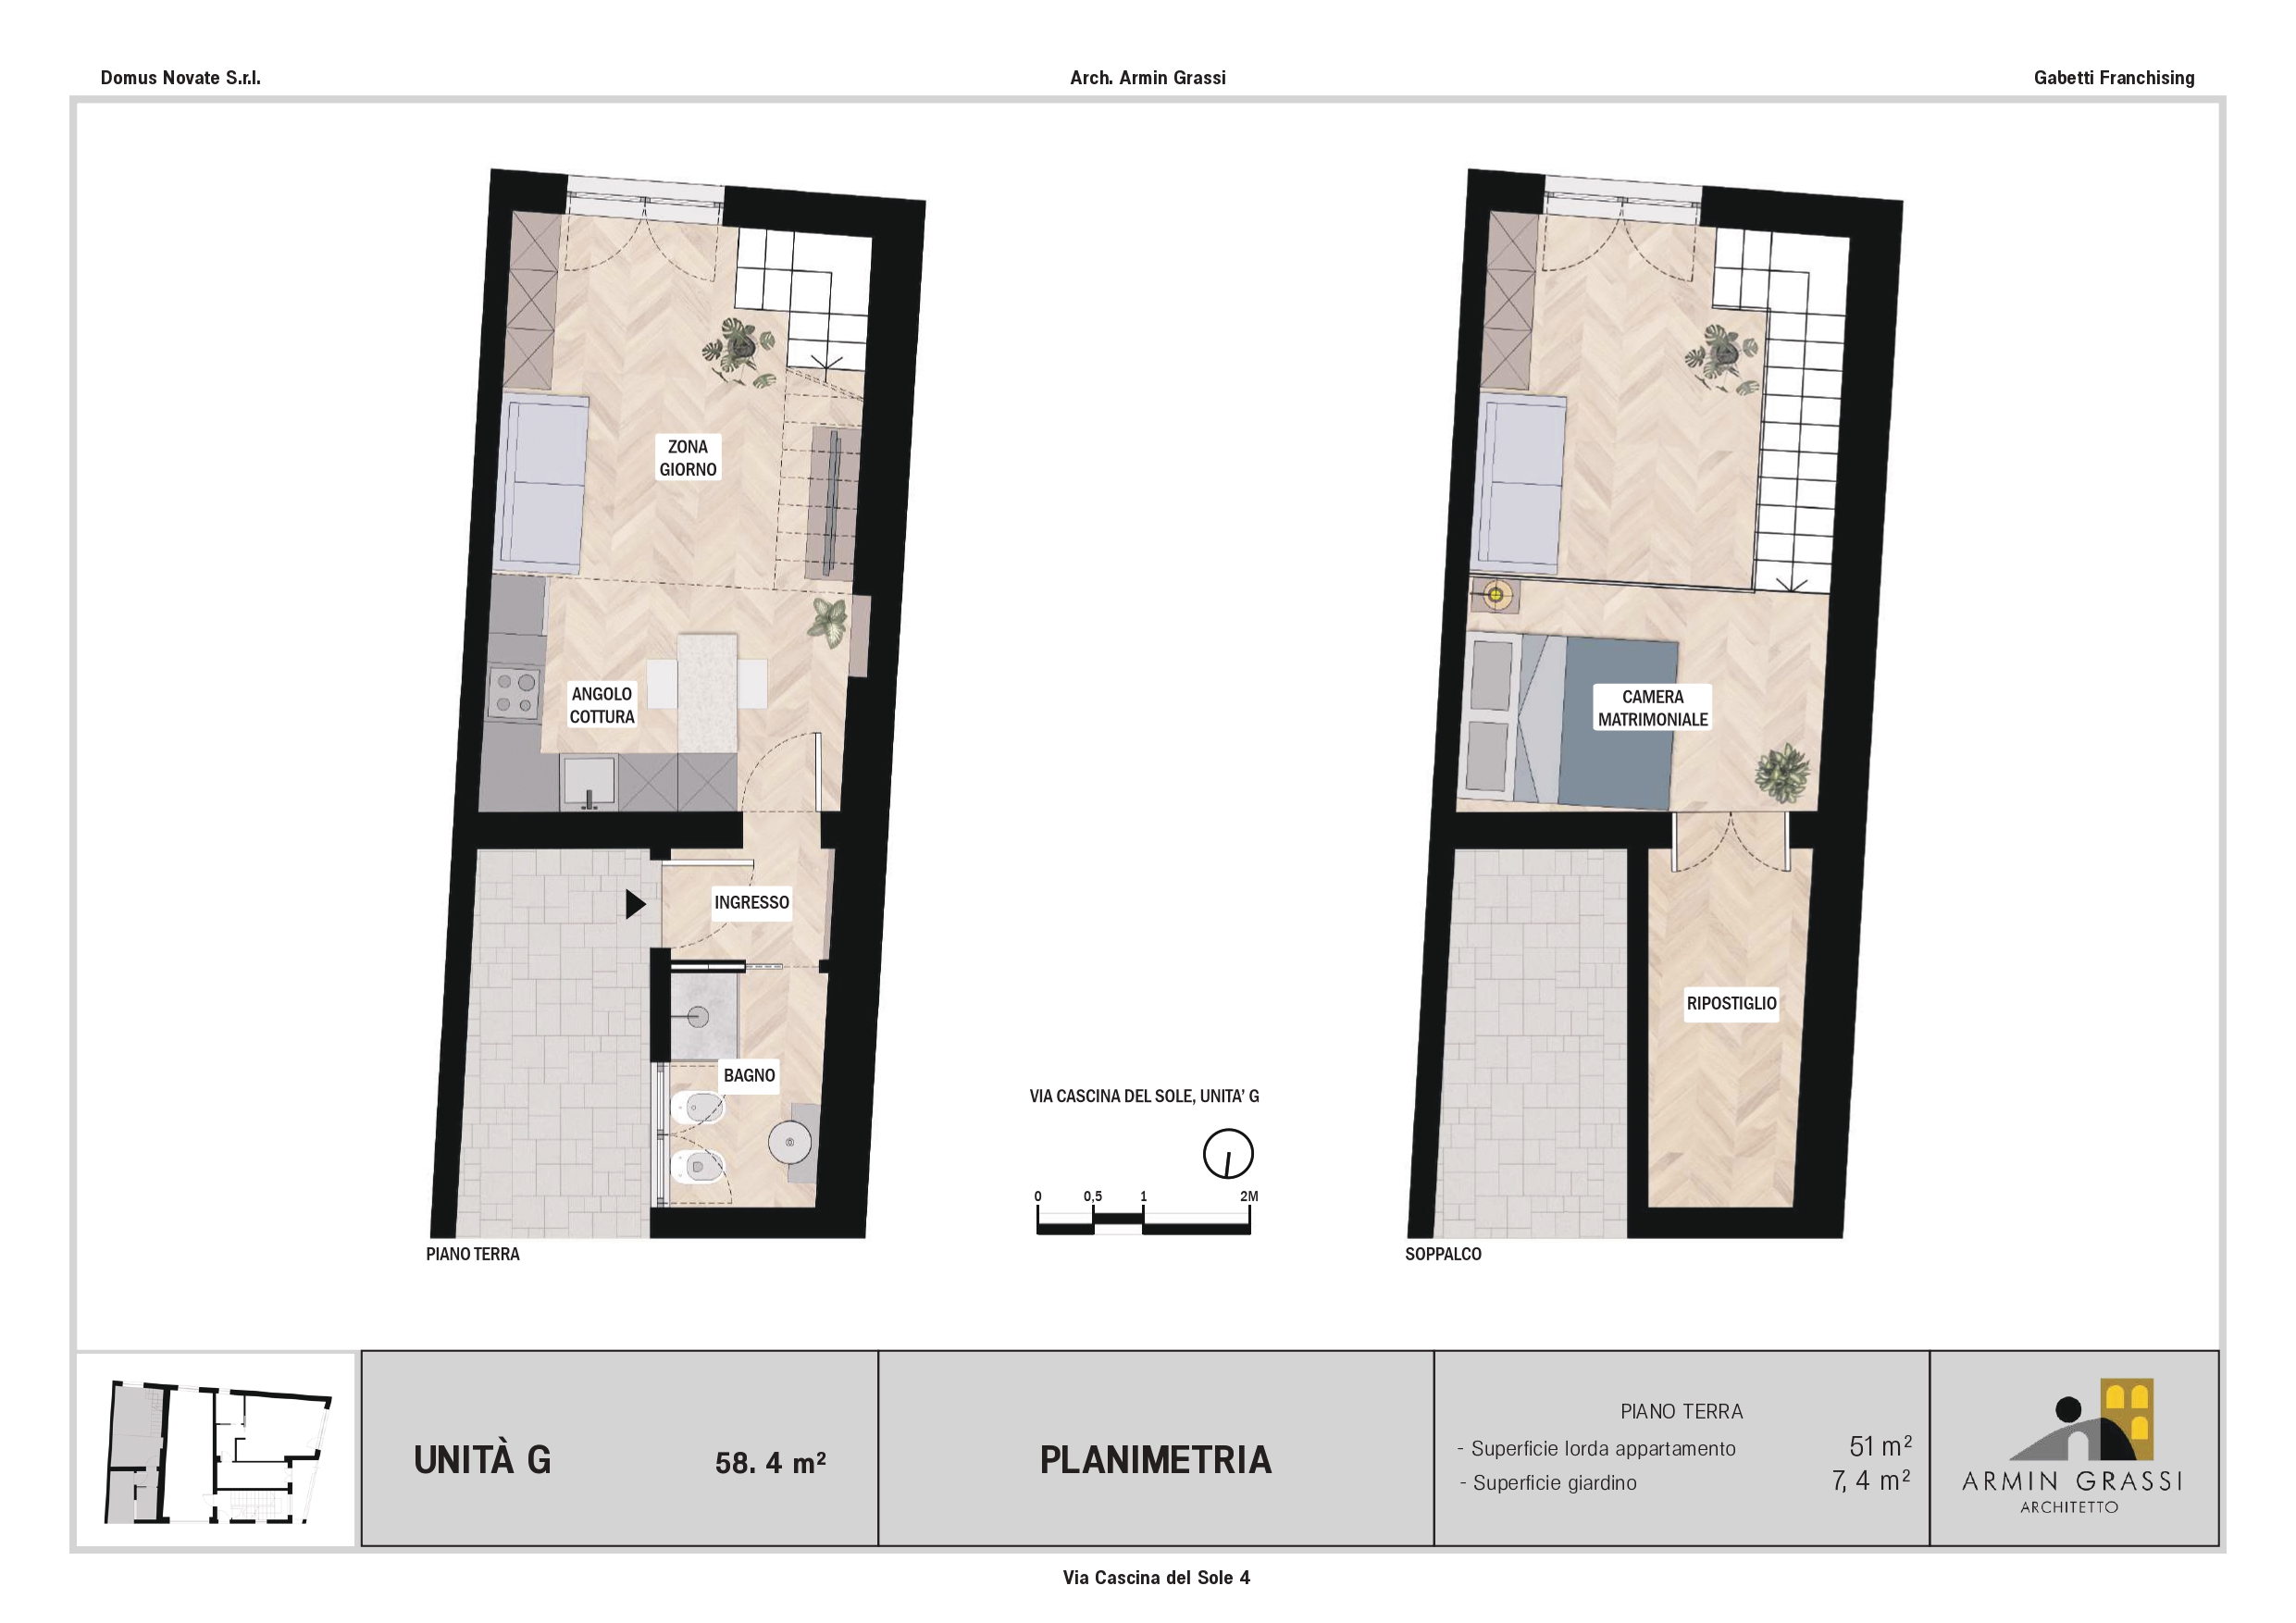 Domus Novate S.r.l.
Arch. Armin Grassi
Gabetti Franchising
ZONA
GIORNO
ANGOLO
COTTURA
INGRESSO
BAGNO
PIANO TERRA
CAMERA
MATRIMONIALE
RIPOSTIGLIO
SOPPALCO
VIA CASCINA DEL SOLE, UNITA' G
0 0,5 1 2M
UNITÀ G 58. 4 m²
PLANIMETRIA
PIANO TERRA
- Superficie lorda appartamento 51 m²
- Superficie giardino 7, 4 m²
ARMIN GRASSI
ARCHITETTO
Via Cascina del Sole 4